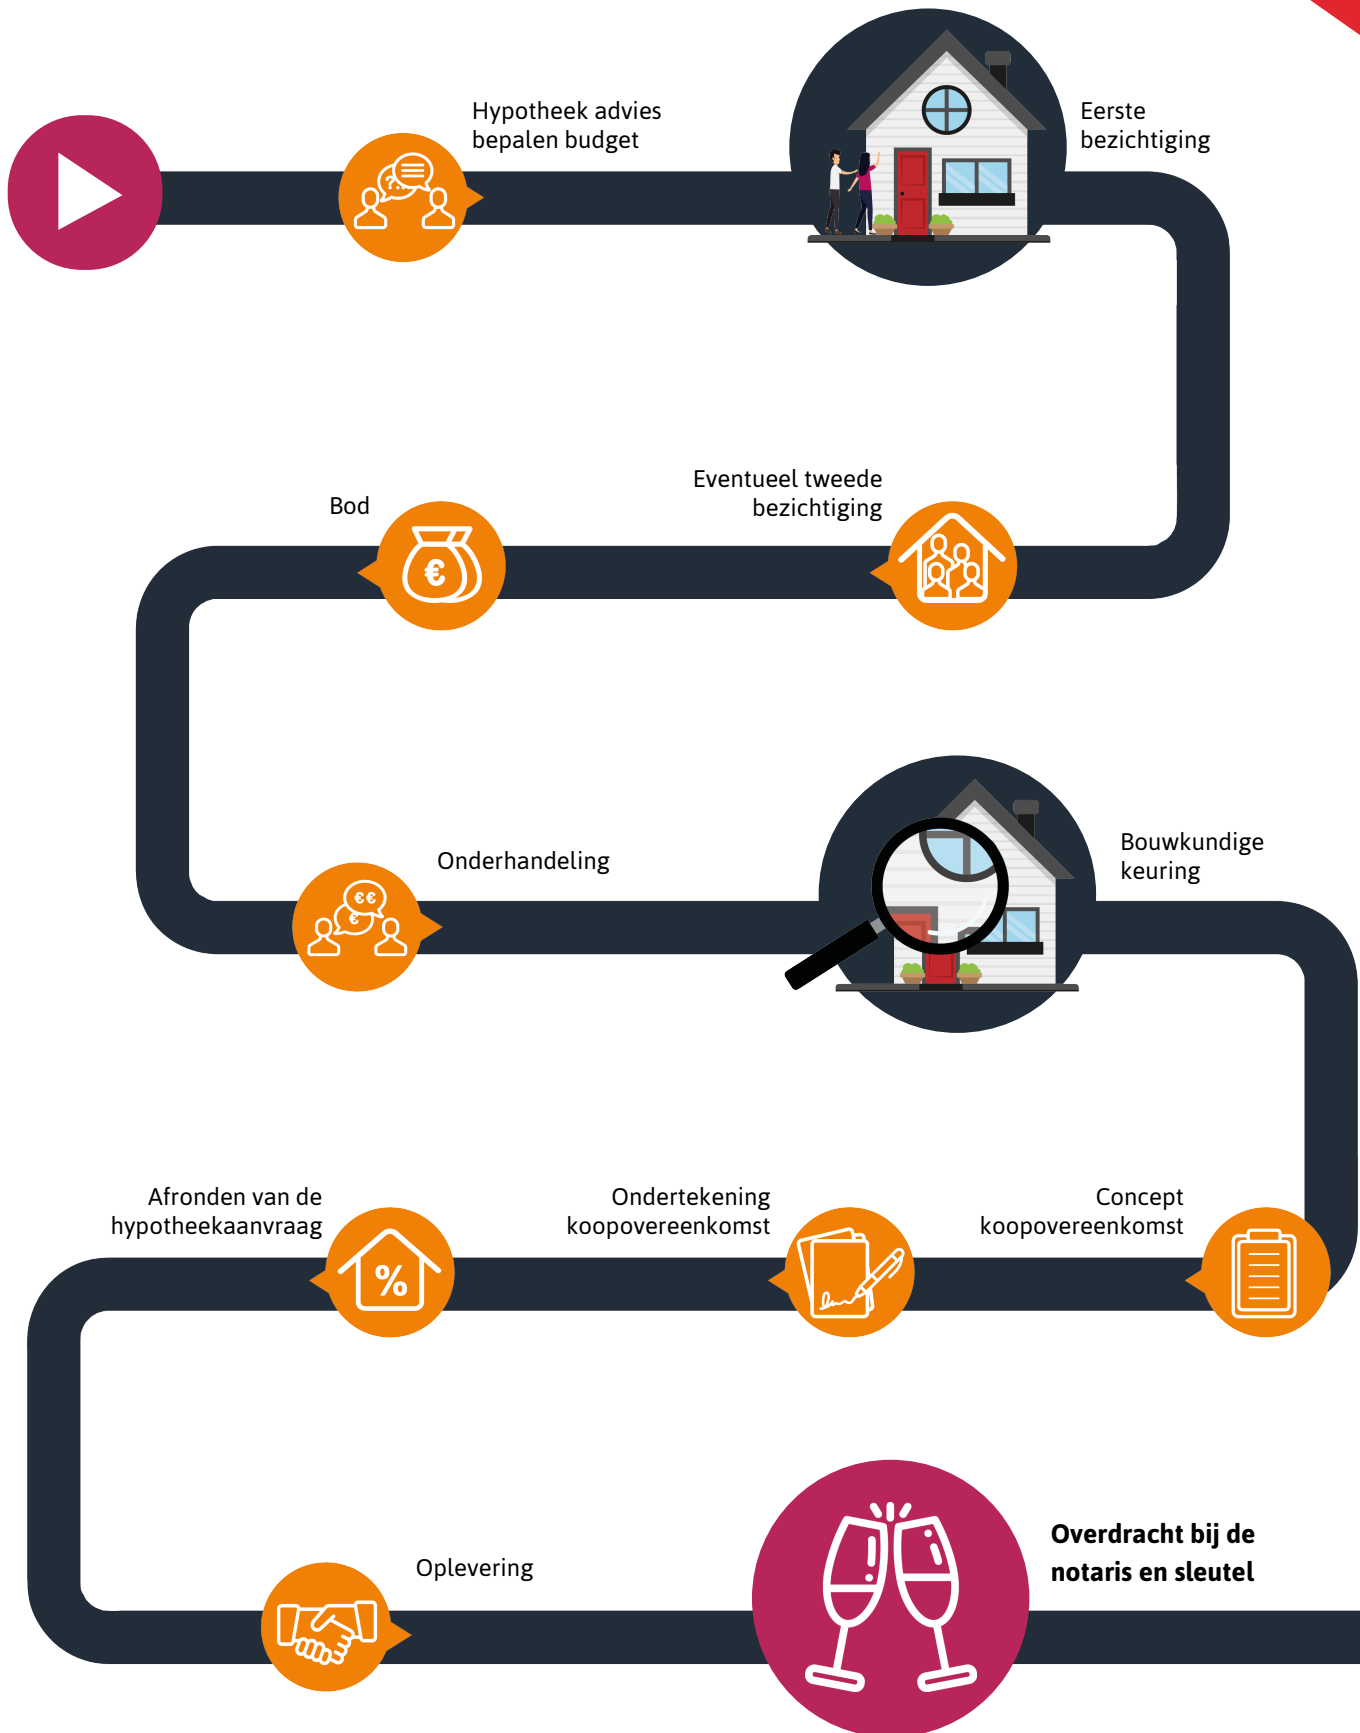 Hypotheek advies
bepalen budget
Eerste
bezichtiging
?...
Eventueel tweede
bezichtiging
Bod
€
Onderhandeling
€€
€
Bouwkundige
keuring
Concept
koopovereenkomst
Ondertekening
koopovereenkomst
Afronden van de
hypotheekaanvraag
%
Oplevering
Overdracht bij de
notaris en sleutel